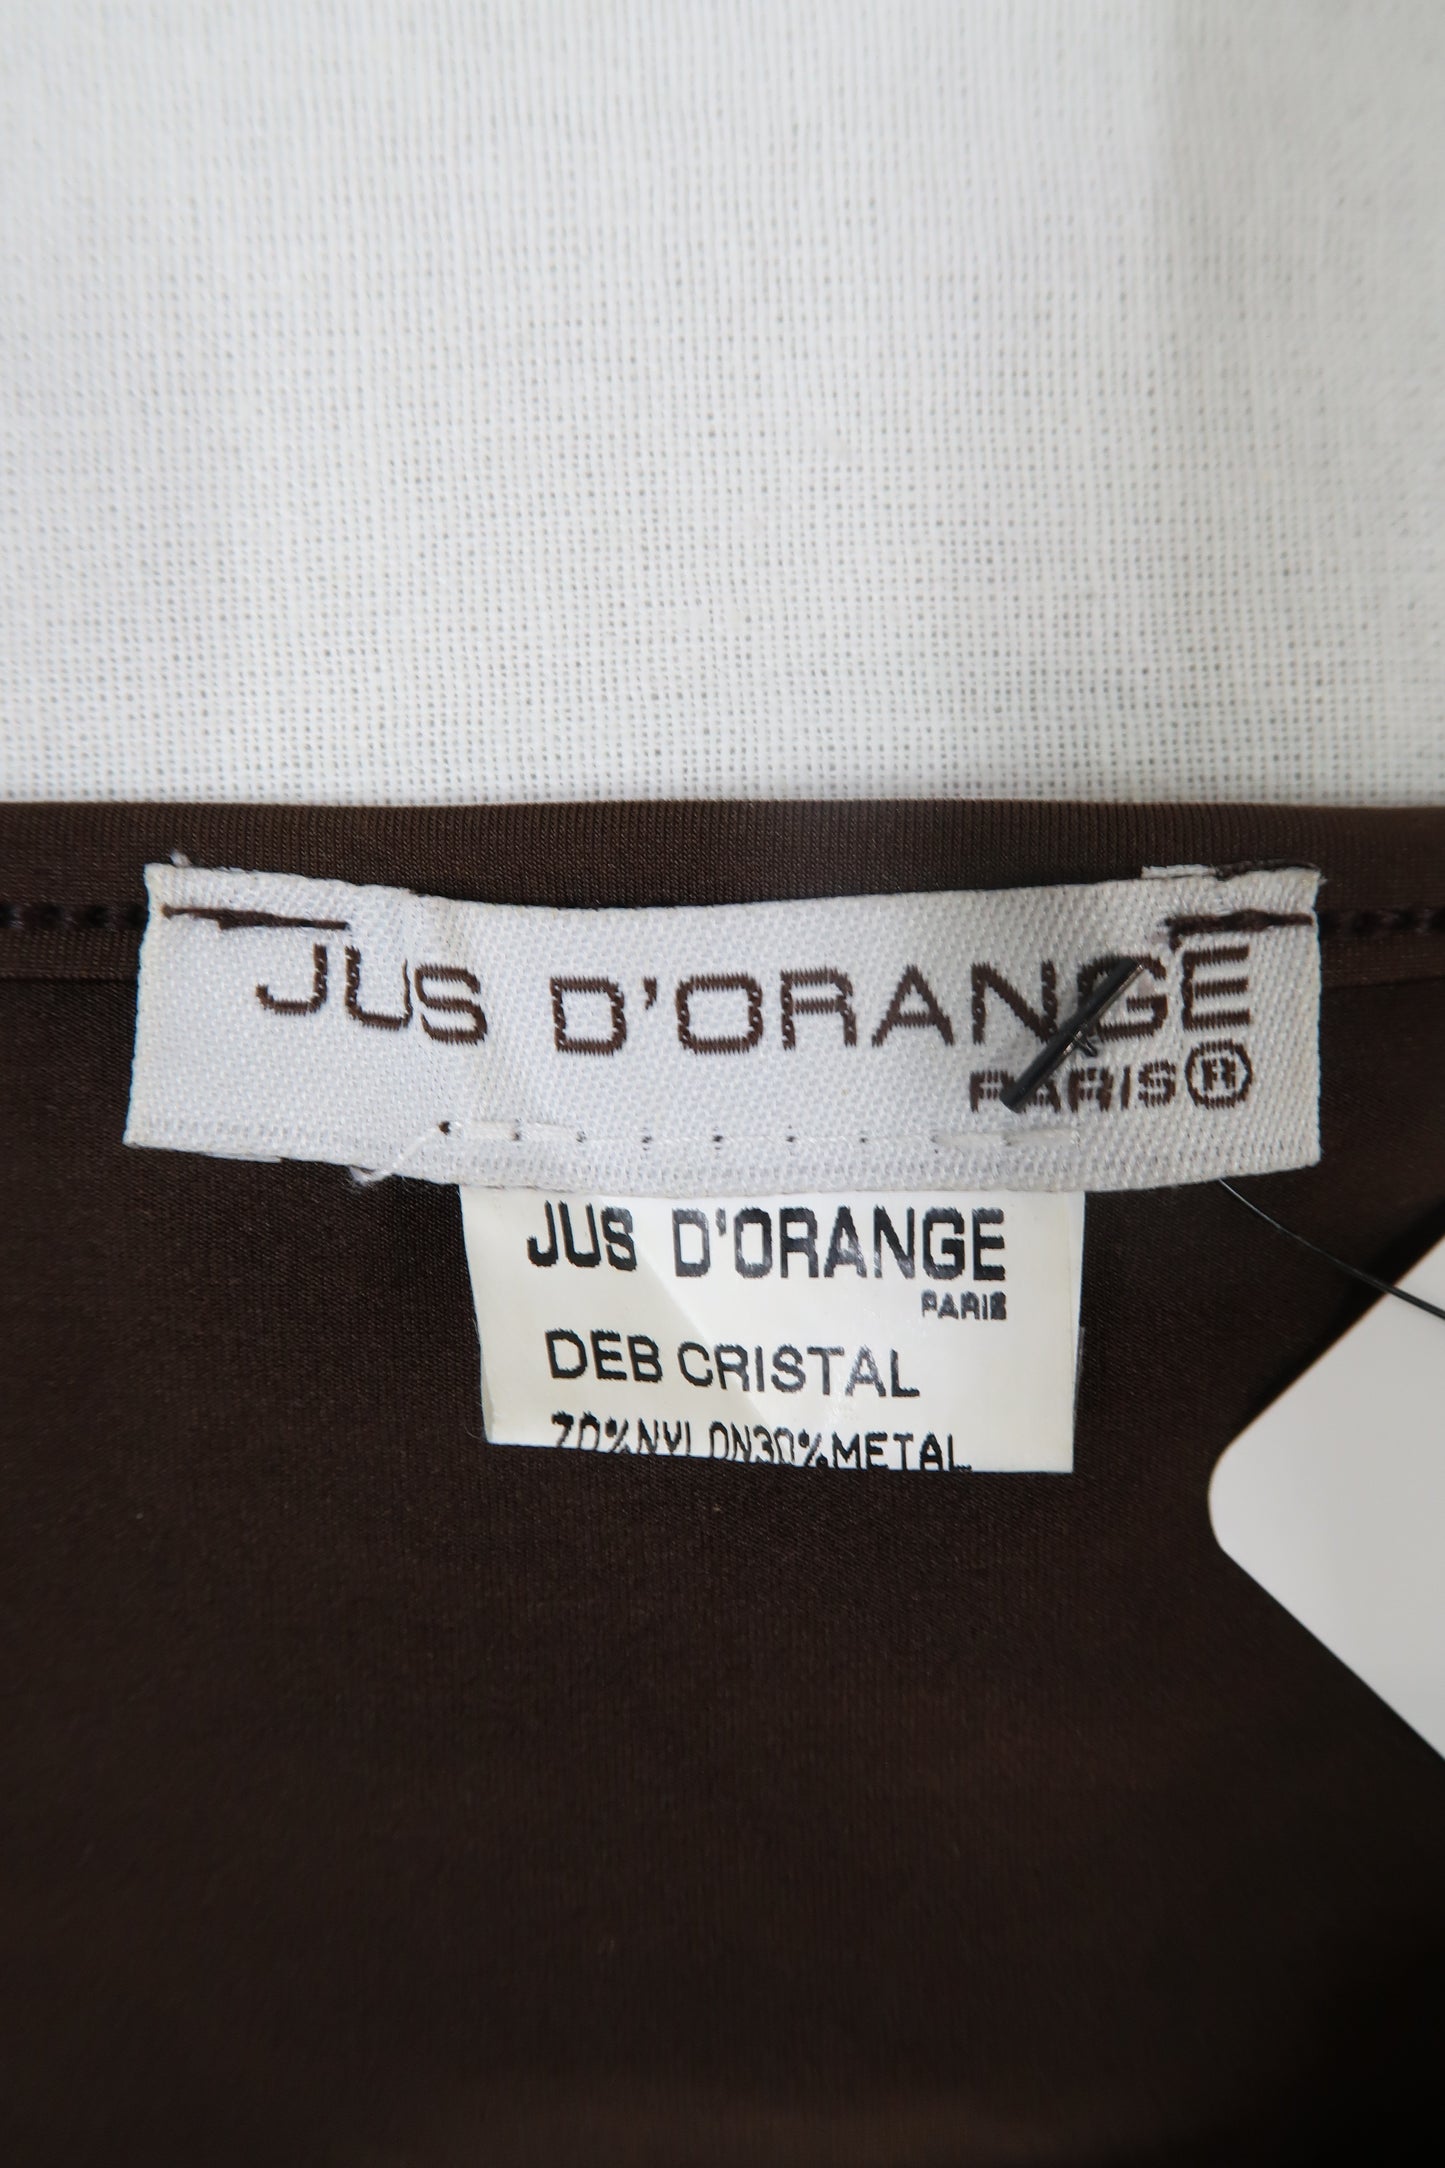 JUS D'ORANGE
PARIS®
JUS D'ORANGE
PARIS
DEB CRISTAL
70%NYLON30%METAL